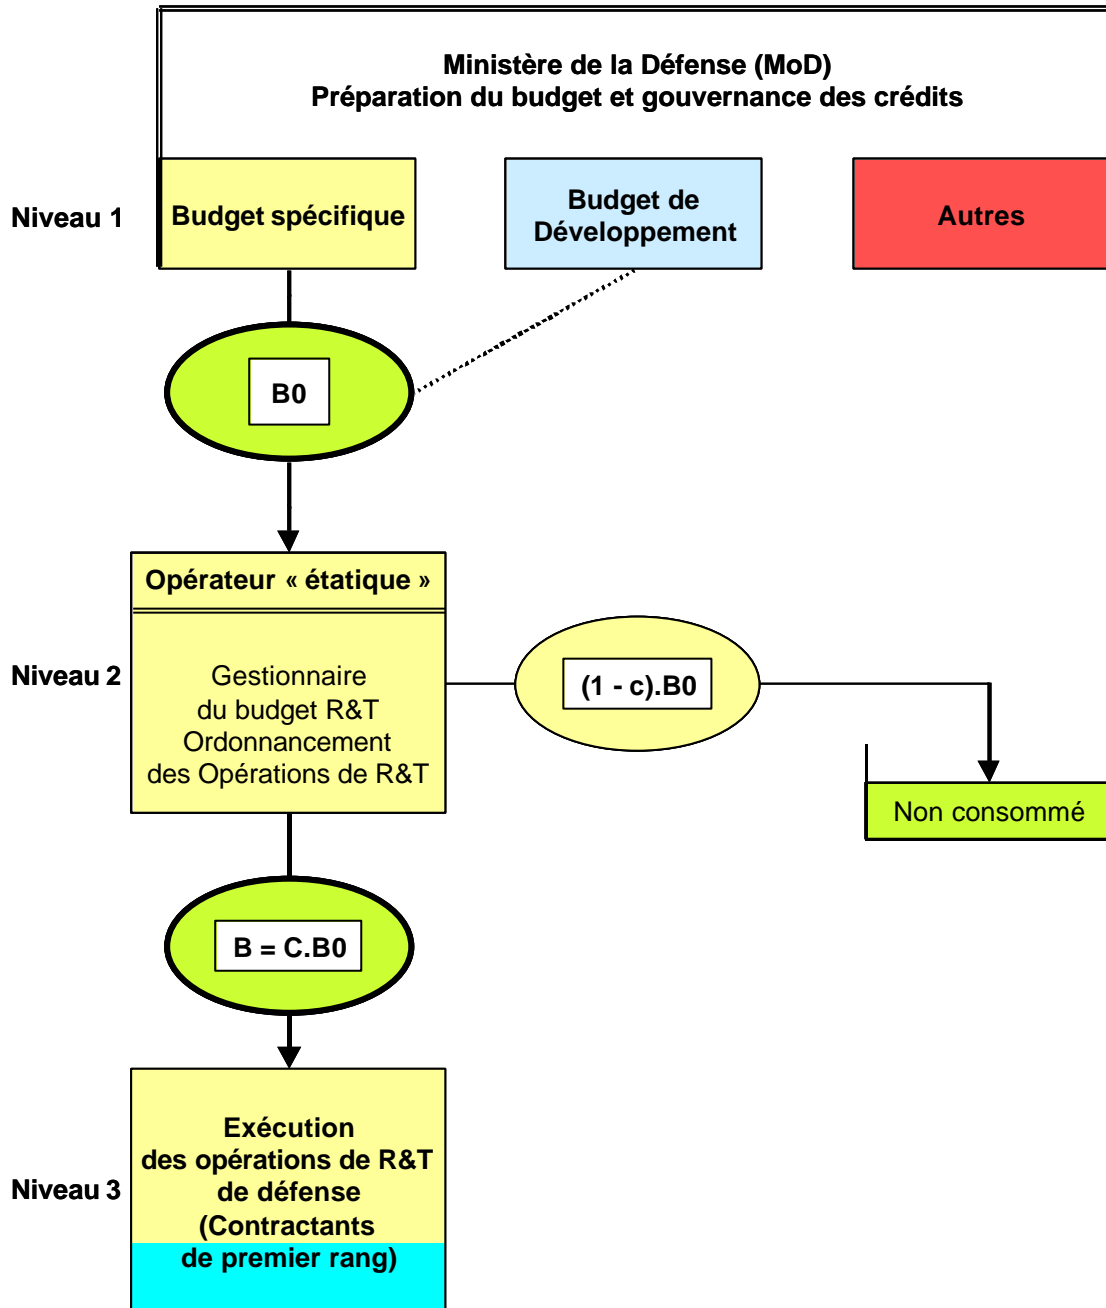 Ministère de la Défense (MoD)
Préparation du budget et gouvernance des crédits
Niveau 1
Budget spécifique
Budget de
Développement
Autres
B0
Opérateur « étatique »
Niveau 2
Gestionnaire
du budget R&T
Ordonnancement
des Opérations de R&T
(1 - c).B0
Non consommé
B = C.B0
Niveau 3
Exécution
des opérations de R&T
de défense
(Contractants
de premier rang)